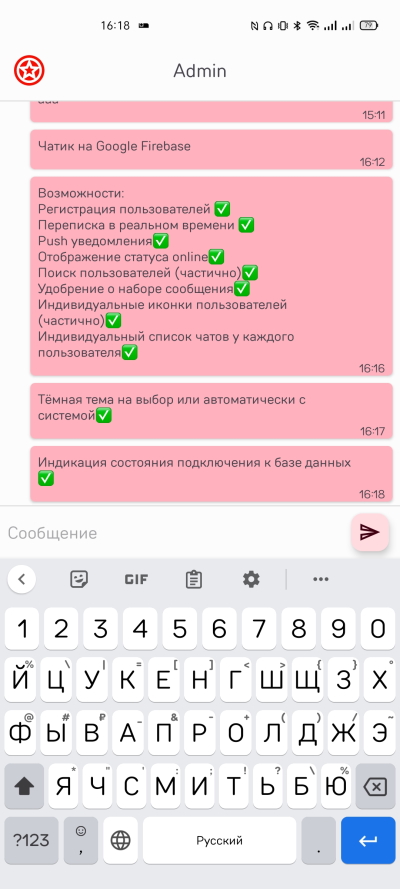 16:18
79
Admin
15:11
Чатик на Google Firebase
16:12
Возможности:
Регистрация пользователей ✅
Переписка в реальном времени ✅
Push уведомления✅
Отображение статуса online✅
Поиск пользователей (частично)✅
Удобрение о наборе сообщения✅
Индивидуальные иконки пользователей
(частично)✅
Индивидуальный список чатов у каждого
пользователя✅
16:16
Тёмная тема на выбор или автоматически с
системой✅
16:17
Индикация состояния подключения к базе данных
✅
16:18
Сообщение
GIF
1 2 3 4 5 6 7 8 9 0
Й Ц У К Е Н Г Ш Щ З Х
Ф Ы В А П Р О Л Д Ж Э
Я Ч С М И Т Ь Б Ю
?123 , Русский .